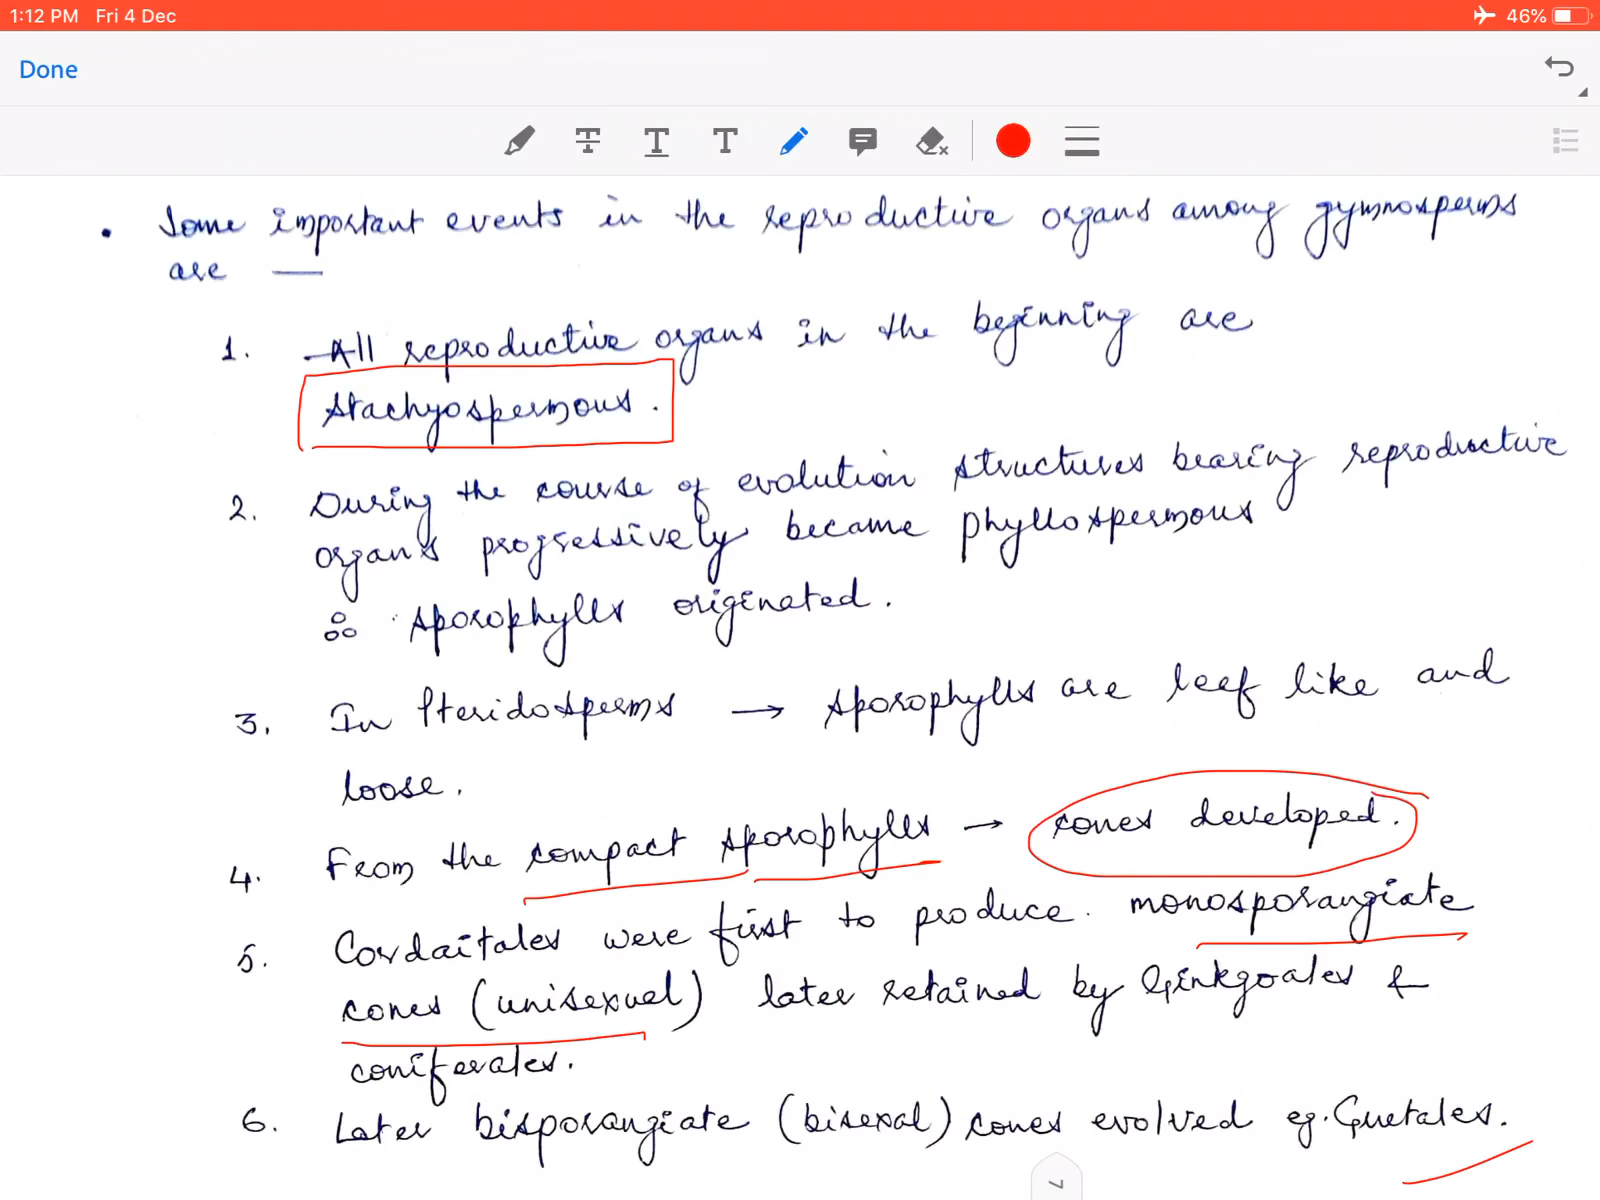 1:12 PM Fri 4 Dec 46%
Done
• Some important events in the reproductive organs among gymnosperms
are —
1. All reproductive organs in the beginning are
stachyospermous.
2. During the course of evolution structures bearing reproductive
organs progressively became phyllospermous
∴ sporophylls originated.
3. In Pteridosperms → sporophylls are leef like and
loose.
4. From the compact sporophylls → cones developed.
5. Cordaitales were first to produce monosporangiate
cones (unisexual) later retained by Ginkgoales &
coniferales.
6. Later bisporangiate (bisexal) cones evolved eg. Gnetales.